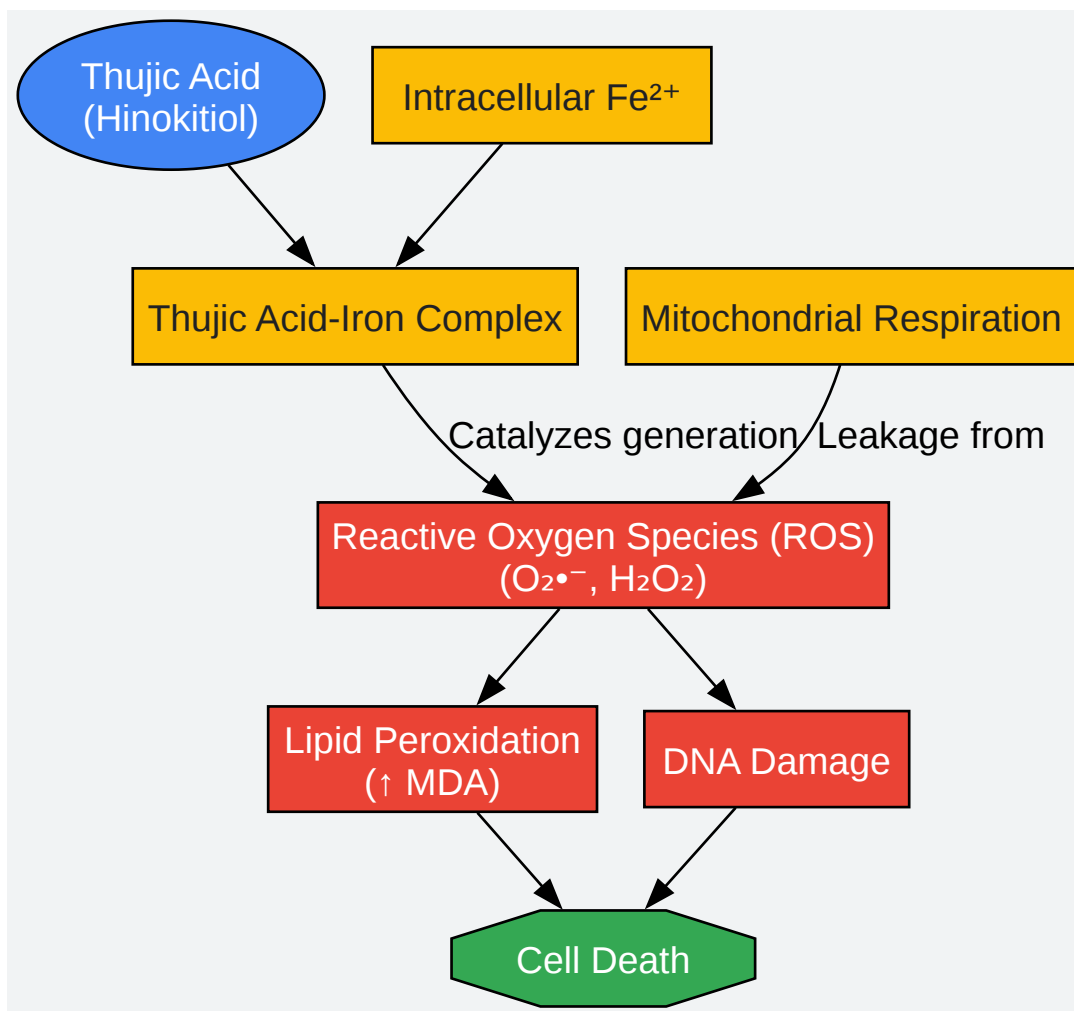 Thujic Acid
(Hinokitiol)
Intracellular Fe²⁺
Thujic Acid-Iron Complex
Mitochondrial Respiration
Catalyzes generation
Leakage from
Reactive Oxygen Species (ROS)
(O₂•⁻, H₂O₂)
Lipid Peroxidation
(↑ MDA)
DNA Damage
Cell Death